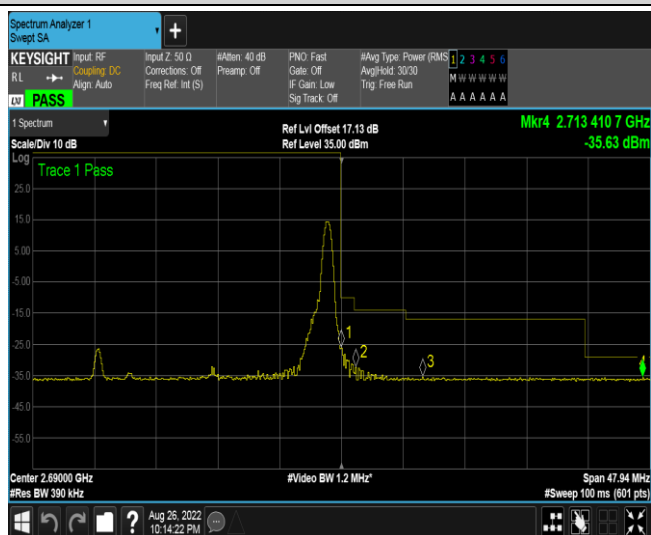 Spectrum Analyzer 1
Swept SA
+
KEYSIGHT
RL
LXI PASS
Input: RF
Coupling: DC
Align: Auto
Input Z: 50 Ω
Corrections: Off
Freq Ref: Int (S)
#Atten: 40 dB
Preamp: Off
PNO: Fast
Gate: Off
IF Gain: Low
Sig Track: Off
#Avg Type: Power (RMS
Avg|Hold: 30/30
Trig: Free Run
1 2 3 4 5 6
M W W W W W
A A A A A A
1 Spectrum
Scale/Div 10 dB
Ref Lvl Offset 17.13 dB
Ref Level 35.00 dBm
Mkr4 2.713 410 7 GHz
-35.63 dBm
Log
Trace 1 Pass
25.0
15.0
5.00
-5.00
-15.0
-25.0
-35.0
-45.0
-55.0
1
2
3
Center 2.69000 GHz
#Res BW 390 kHz
#Video BW 1.2 MHz*
Span 47.94 MHz
#Sweep 100 ms (601 pts)
?
Aug 26, 2022
10:14:22 PM